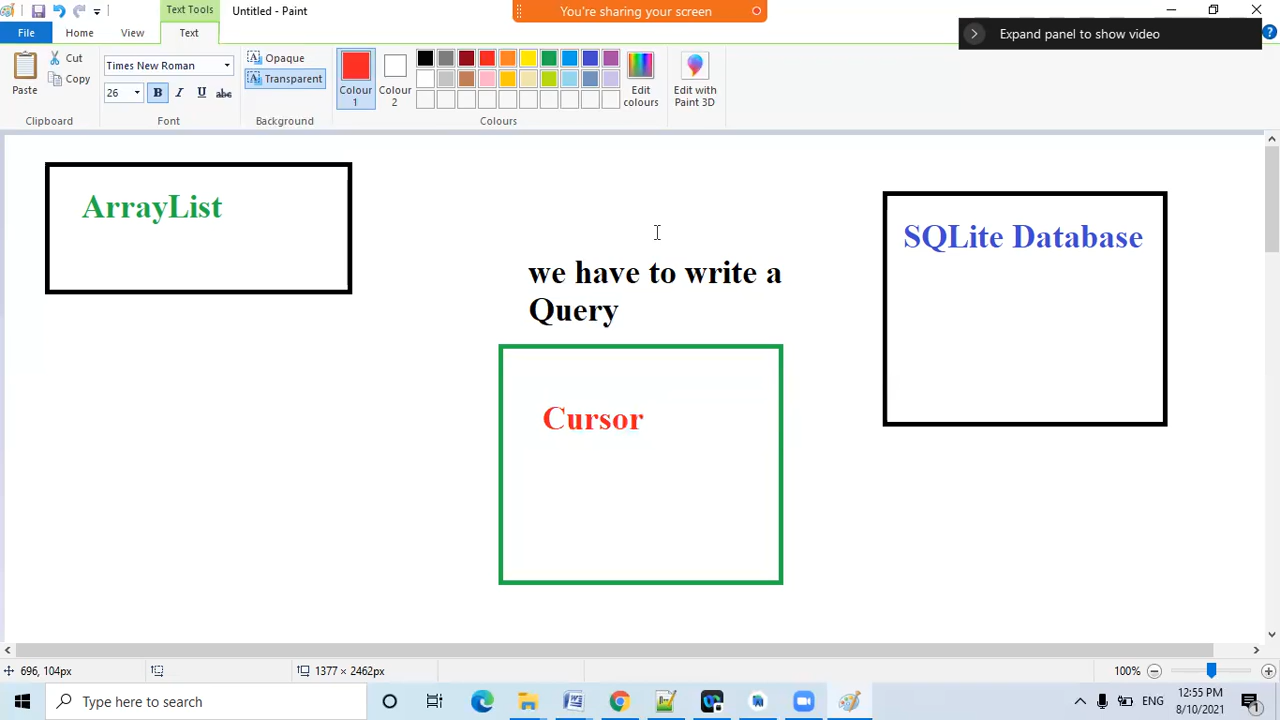 Text Tools
Untitled - Paint
You're sharing your screen
Expand panel to show video
File
Home
View
Text
Paste
Cut
Copy
Clipboard
Times New Roman
26
B
I
U
abc
Font
Opaque
Transparent
Background
Colour
1
Colour
2
Edit
colours
Colours
Edit with
Paint 3D
ArrayList
we have to write a
Query
Cursor
SQLite Database
696, 104px
1377 × 2462px
100%
Type here to search
ENG
12:55 PM
8/10/2021
1